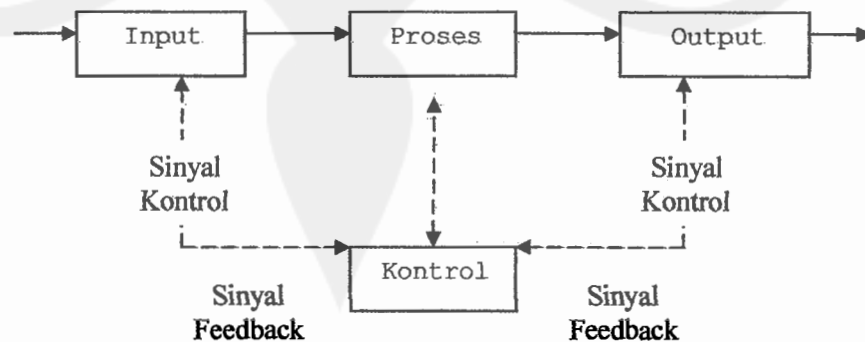 Input
Proses
Output
Sinyal
Kontrol
Sinyal
Kontrol
Kontrol
Sinyal
Feedback
Sinyal
Feedback